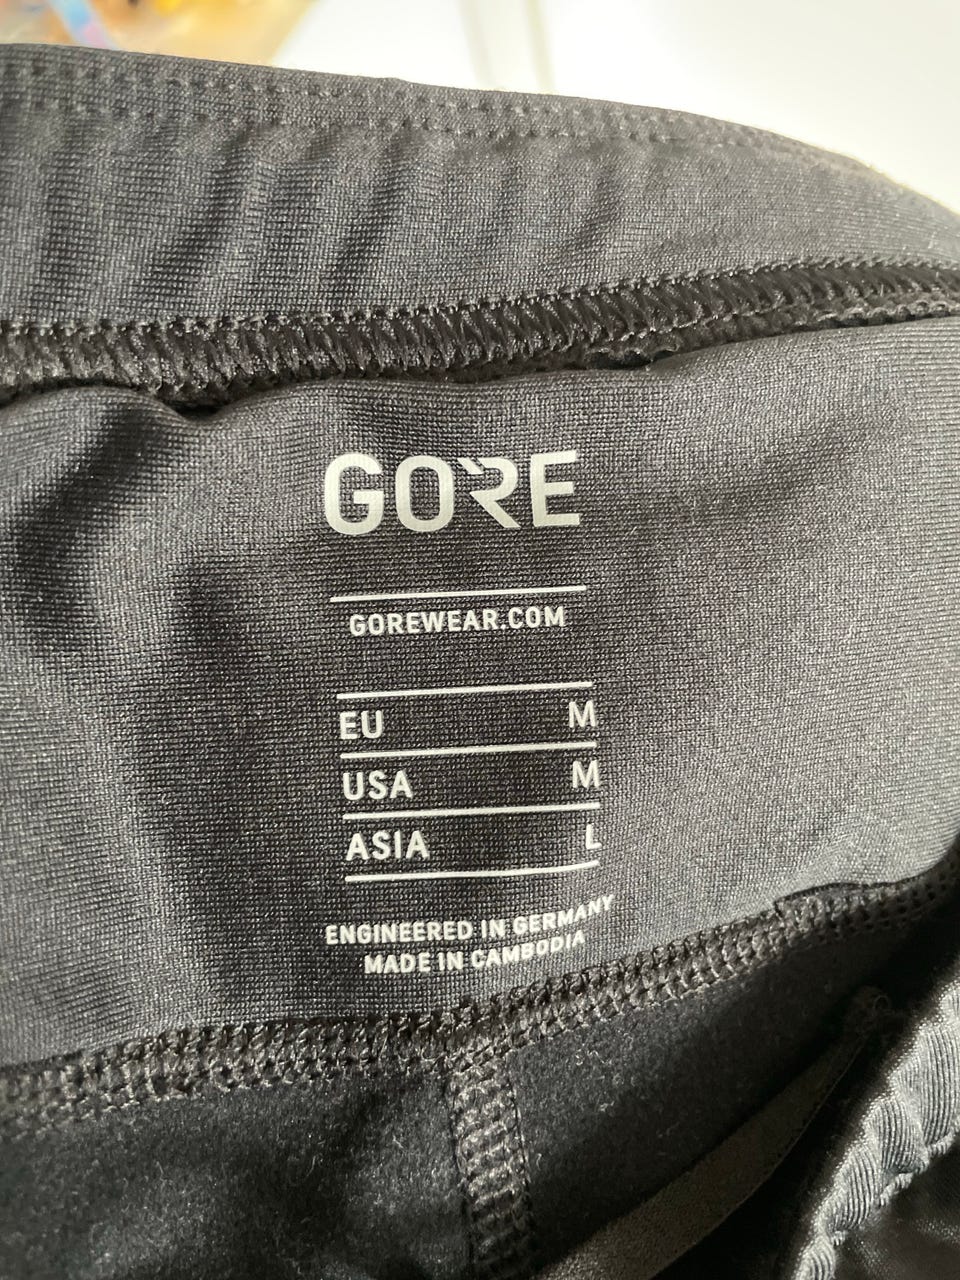 GORE
GOREWEAR.COM
EU M
USA M
ASIA L
ENGINEERED IN GERMANY
MADE IN CAMBODIA